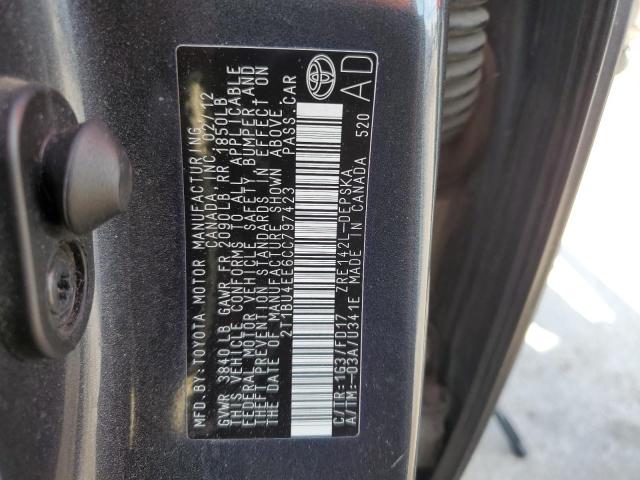 MFD.BY:TOYOTA MOTOR MANUFACTURING
CANADA, INC. 02/12
GVWR 3840LB GAWR FR 2090LB RR 1850LB
THIS VEHICLE CONFORMS TO ALL APPLICABLE
FEDERAL MOTOR VEHICLE SAFETY, BUMPER AND
THEFT PREVENTION STANDARDS IN EFFECT ON
THE DATE OF MANUFACTURE SHOWN ABOVE.
2T1BU4EE6CC797423 PASS.CAR
C/TR:1G3/FD17 ZRE142L-DEPSKA
A/TM:-03A/U341E MADE IN CANADA 520
AD